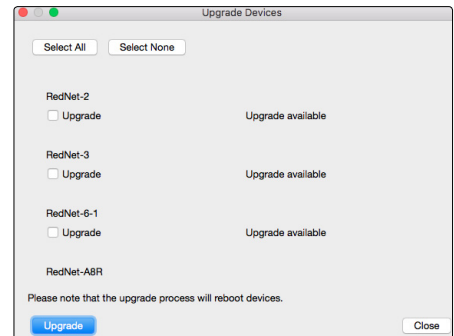 Upgrade Devices
Select All Select None
RedNet-2
Upgrade Upgrade available
RedNet-3
Upgrade Upgrade available
RedNet-6-1
Upgrade Upgrade available
RedNet-A8R
Please note that the upgrade process will reboot devices.
Upgrade Close